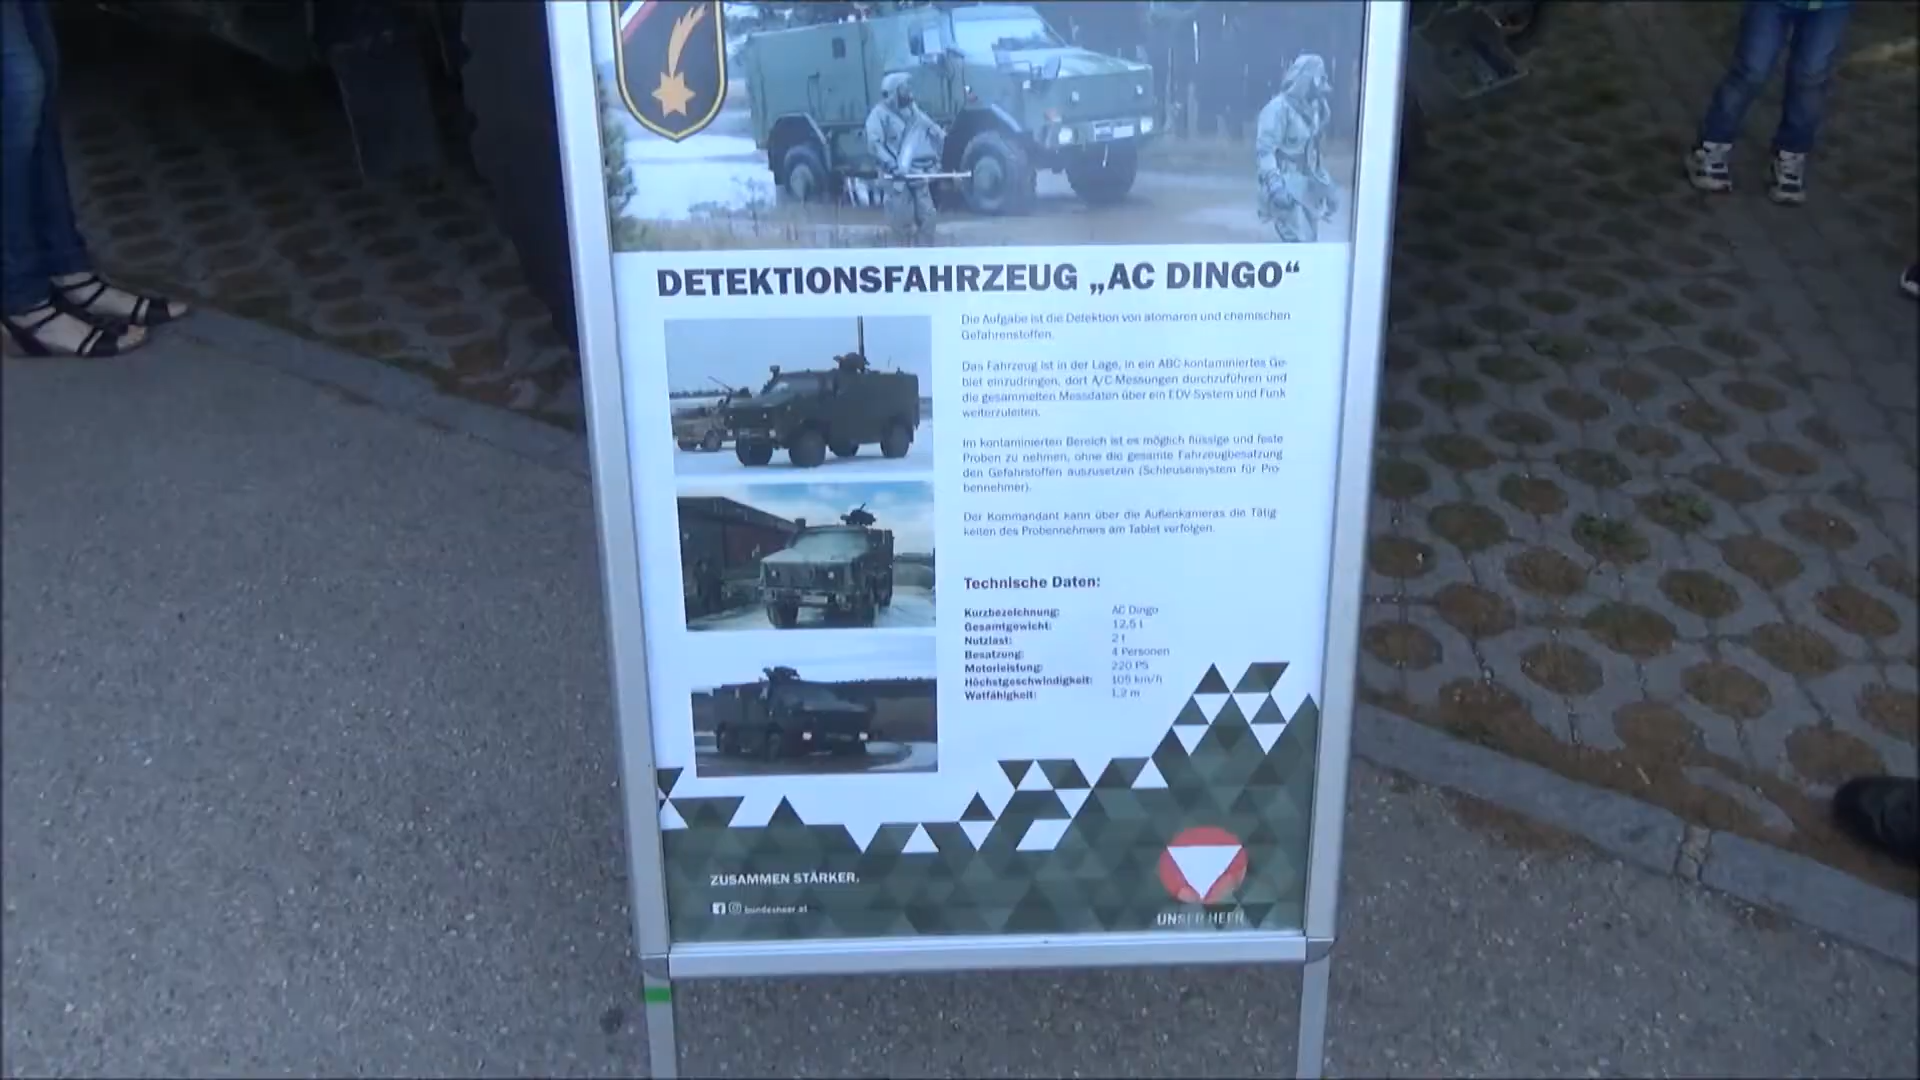 DETEKTIONSFAHRZEUG „AC DINGO“
Die Aufgabe ist die Detektion von atomaren und chemischen
Gefahrenstoffen.
Das Fahrzeug ist in der Lage, in ein ABC-kontaminiertes Ge-
biet einzudringen, dort A/C-Messungen durchzuführen und
die gesammelten Messdaten über ein EDV-System und Funk
weiterzuleiten.
Im kontaminierten Bereich ist es möglich flüssige und feste
Proben zu nehmen, ohne die gesamte Fahrzeugbesatzung
den Gefahrstoffen auszusetzen (Schleusensystem für Pro-
bennehmer).
Der Kommandant kann über die Außenkameras die Tätig-
keiten des Probennehmers am Tablet verfolgen.
Technische Daten:
Kurzbezeichnung: AC Dingo
Gesamtgewicht: 12,5 t
Nutzlast: 2 t
Besatzung: 4 Personen
Motorleistung: 220 PS
Höchstgeschwindigkeit: 105 km/h
Watfähigkeit: 1,2 m
ZUSAMMEN STÄRKER.
bundesheer.at
UNSER HEER